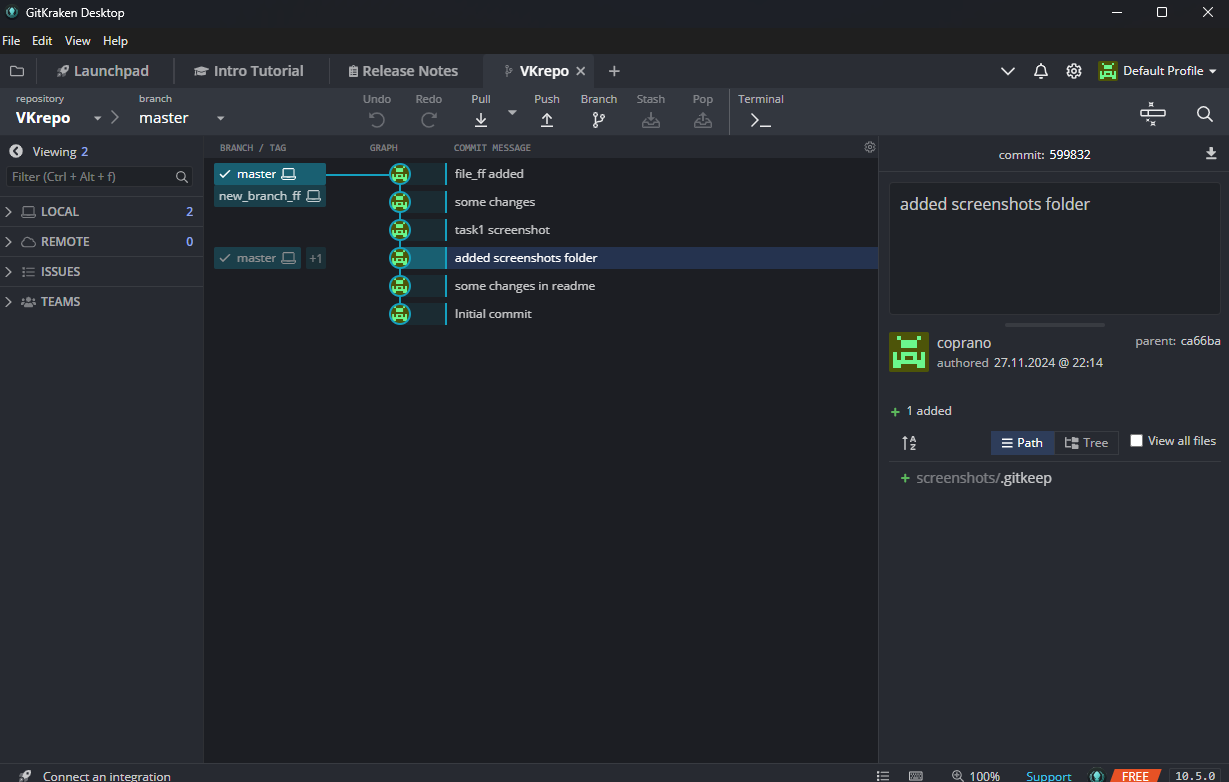 GitKraken Desktop
File Edit View Help
Launchpad Intro Tutorial Release Notes VKrepo
Default Profile
repository branch Undo Redo Pull Push Branch Stash Pop Terminal
VKrepo master
Viewing 2
Filter (Ctrl + Alt + f)
LOCAL 2
REMOTE 0
ISSUES
TEAMS
BRANCH / TAG GRAPH COMMIT MESSAGE
master file_ff added
new_branch_ff some changes
task1 screenshot
master +1 added screenshots folder
some changes in readme
Initial commit
commit: 599832
added screenshots folder
coprano parent: ca66ba
authored 27.11.2024 @ 22:14
+ 1 added
A Z Path Tree View all files
+ screenshots/.gitkeep
Connect an integration 100% Support FREE 10.5.0